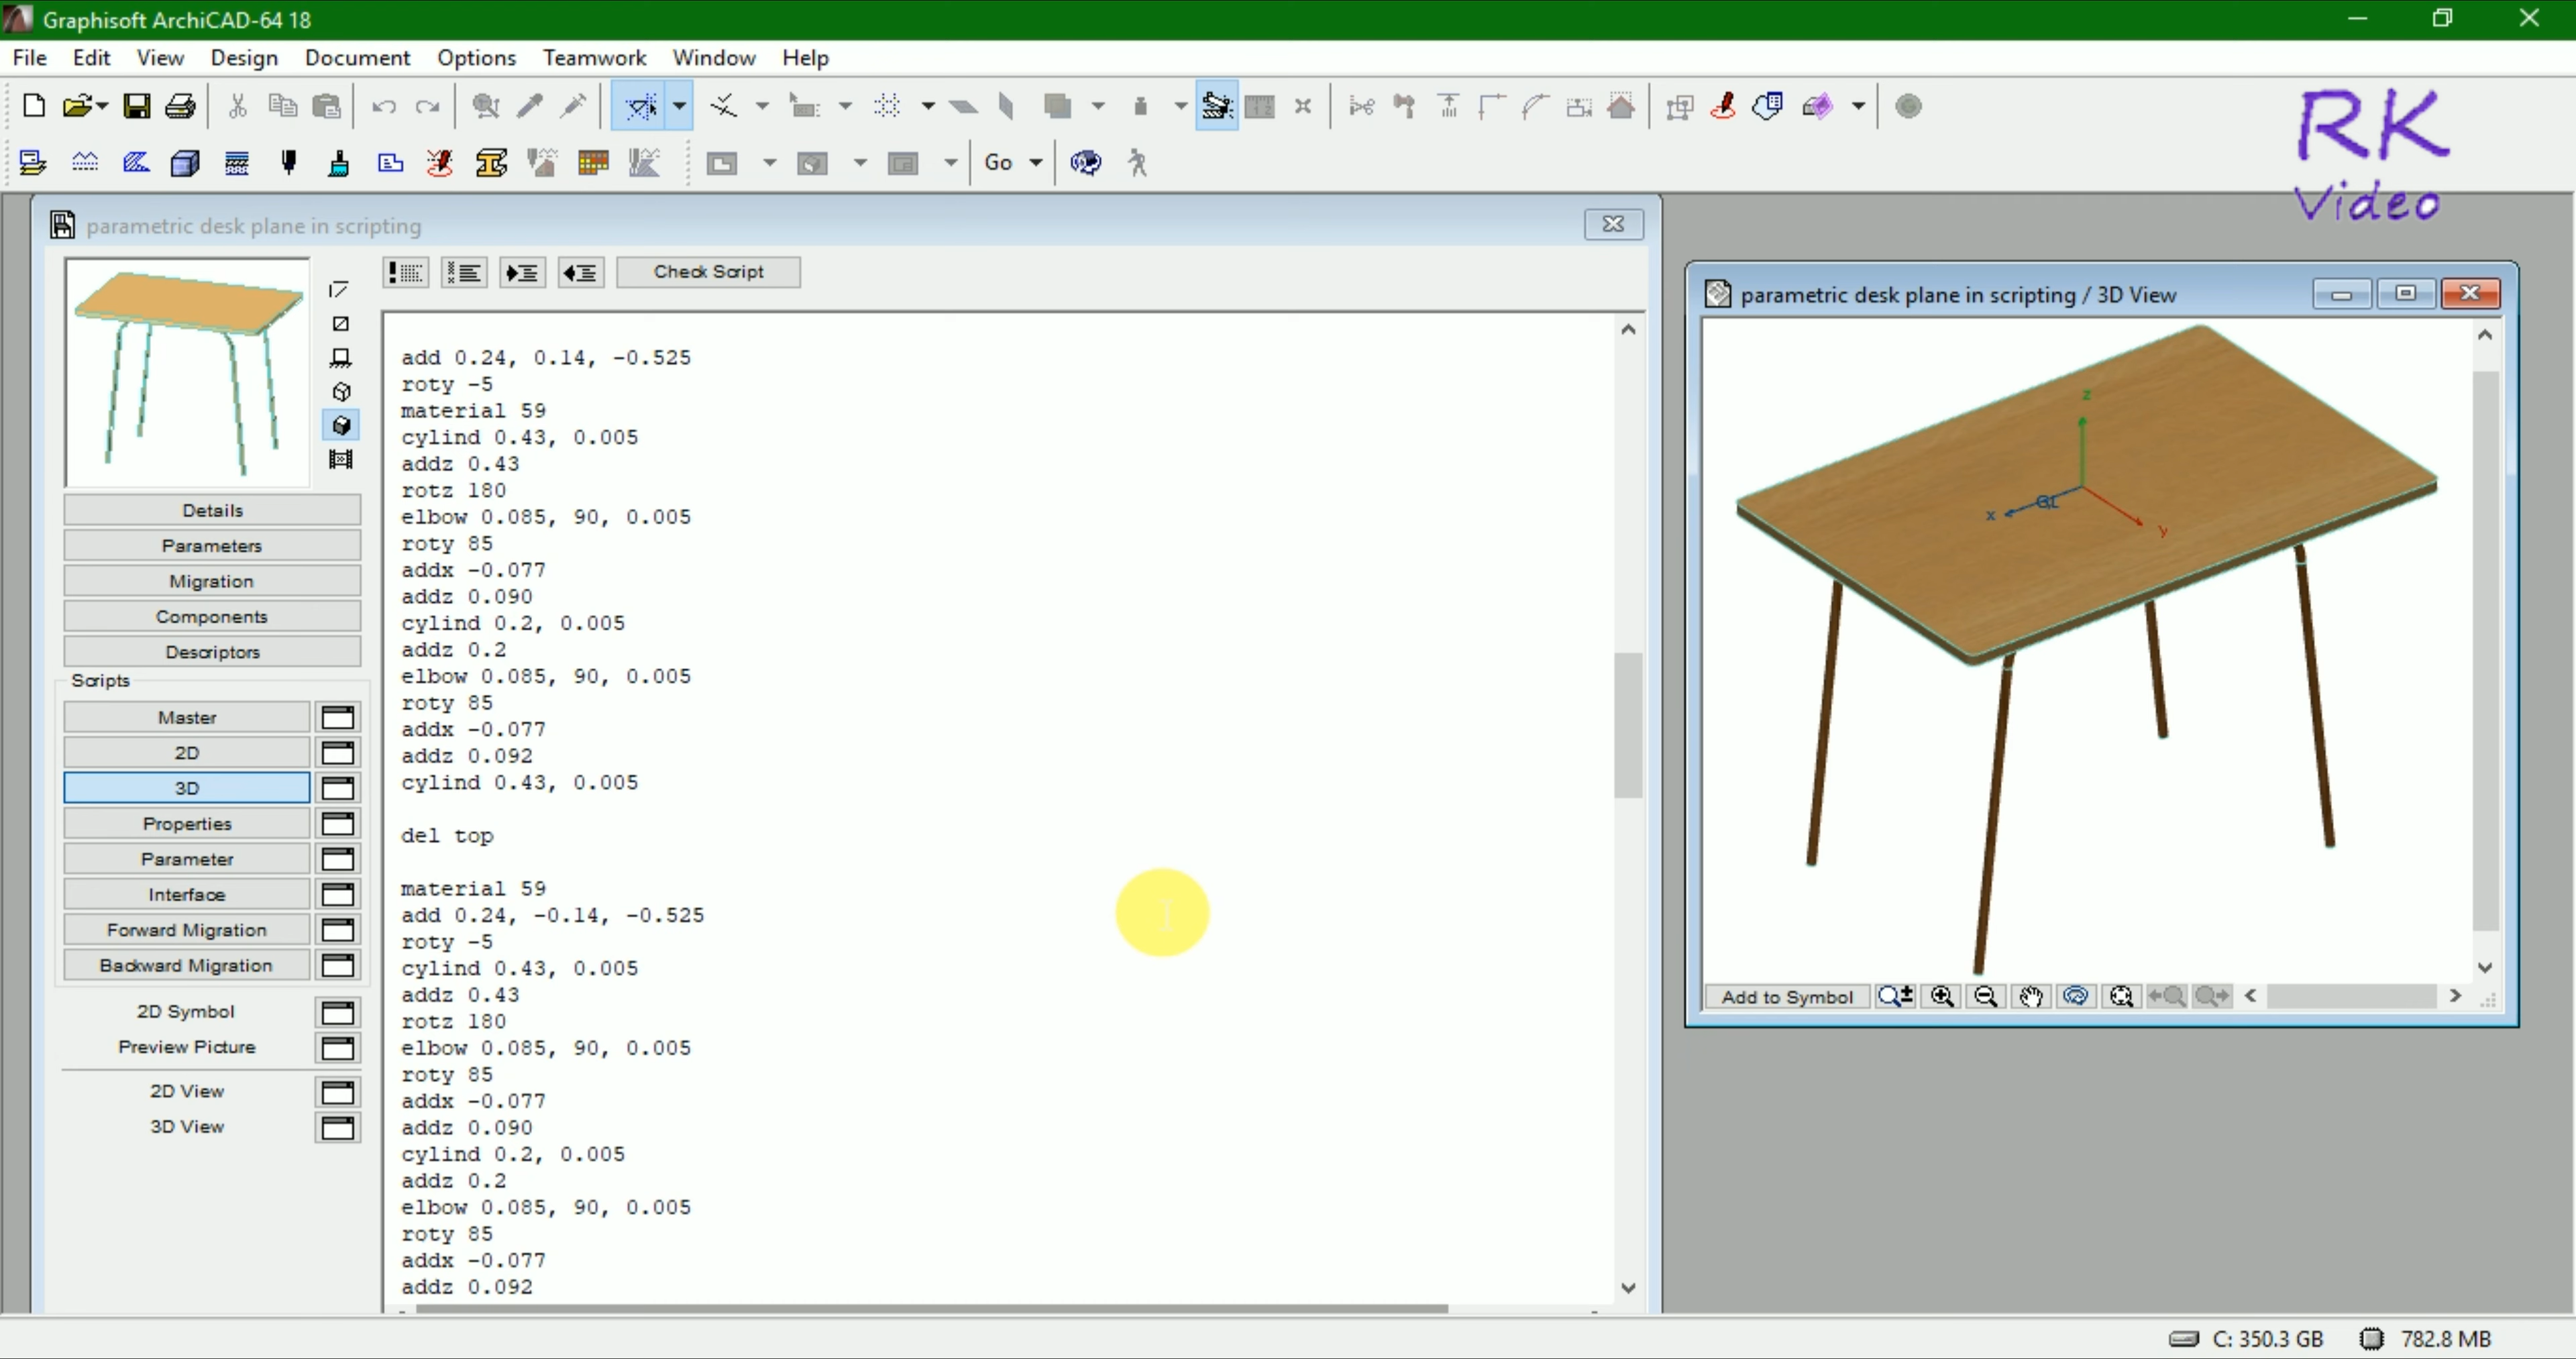 Graphisoft ArchiCAD-64 18
File Edit View Design Document Options Teamwork Window Help
Go
RK
Video
parametric desk plane in scripting
Check Script
Details
Parameters
Migration
Components
Descriptors
Scripts
Master
2D
3D
Properties
Parameter
Interface
Forward Migration
Backward Migration
2D Symbol
Preview Picture
2D View
3D View
add 0.24, 0.14, -0.525
roty -5
material 59
cylind 0.43, 0.005
addz 0.43
rotz 180
elbow 0.085, 90, 0.005
roty 85
addx -0.077
addz 0.090
cylind 0.2, 0.005
addz 0.2
elbow 0.085, 90, 0.005
roty 85
addx -0.077
addz 0.092
cylind 0.43, 0.005
del top
material 59
add 0.24, -0.14, -0.525
roty -5
cylind 0.43, 0.005
addz 0.43
rotz 180
elbow 0.085, 90, 0.005
roty 85
addx -0.077
addz 0.090
cylind 0.2, 0.005
addz 0.2
elbow 0.085, 90, 0.005
roty 85
addx -0.077
addz 0.092
parametric desk plane in scripting / 3D View
z
x
y
Add to Symbol
C: 350.3 GB 782.8 MB